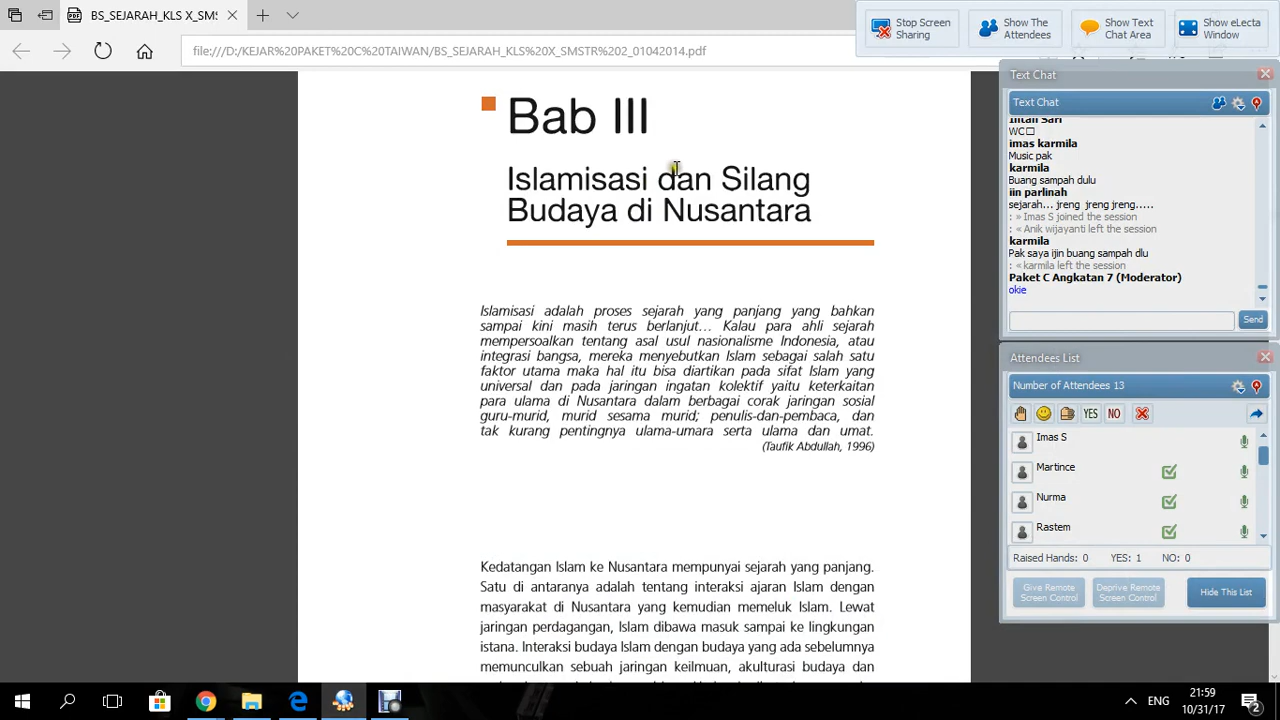 BS_SEJARAH_KLS X_SMS
file:///D:/KEJAR%20PAKET%20C%20TAIWAN/BS_SEJARAH_KLS%20X_SMSTR%202_01042014.pdf
Stop Screen
Sharing
Show The
Attendees
Show Text
Chat Area
Show eLecta
Window
Bab III
Islamisasi dan Silang
Budaya di Nusantara
Islamisasi adalah proses sejarah yang panjang yang bahkan
sampai kini masih terus berlanjut… Kalau para ahli sejarah
mempersoalkan tentang asal usul nasionalisme Indonesia, atau
integrasi bangsa, mereka menyebutkan Islam sebagai salah satu
faktor utama maka hal itu bisa diartikan pada sifat Islam yang
universal dan pada jaringan ingatan kolektif yaitu keterkaitan
para ulama di Nusantara dalam berbagai corak jaringan sosial
guru-murid, murid sesama murid; penulis-dan-pembaca, dan
tak kurang pentingnya ulama-umara serta ulama dan umat.
(Taufik Abdullah, 1996)
Kedatangan Islam ke Nusantara mempunyai sejarah yang panjang.
Satu di antaranya adalah tentang interaksi ajaran Islam dengan
masyarakat di Nusantara yang kemudian memeluk Islam. Lewat
jaringan perdagangan, Islam dibawa masuk sampai ke lingkungan
istana. Interaksi budaya Islam dengan budaya yang ada sebelumnya
memunculkan sebuah jaringan keilmuan, akulturasi budaya dan
Text Chat
Text Chat
Intan Sari
WC
imas karmila
Music pak
karmila
Buang sampah dulu
iin parlinah
sejarah... jreng jreng jreng.....
: » Imas S joined the session
: « Anik wijayanti left the session
karmila
Pak saya ijin buang sampah dlu
: « karmila left the session
Paket C Angkatan 7 (Moderator)
okie
Send
Attendees List
Number of Attendees 13
YES NO
Imas S
Martince
Nurma
Rastem
Raised Hands: 0 YES: 1 NO: 0
Give Remote
Screen Control
Deprive Remote
Screen Control
Hide This List
ENG
21:59
10/31/17
2